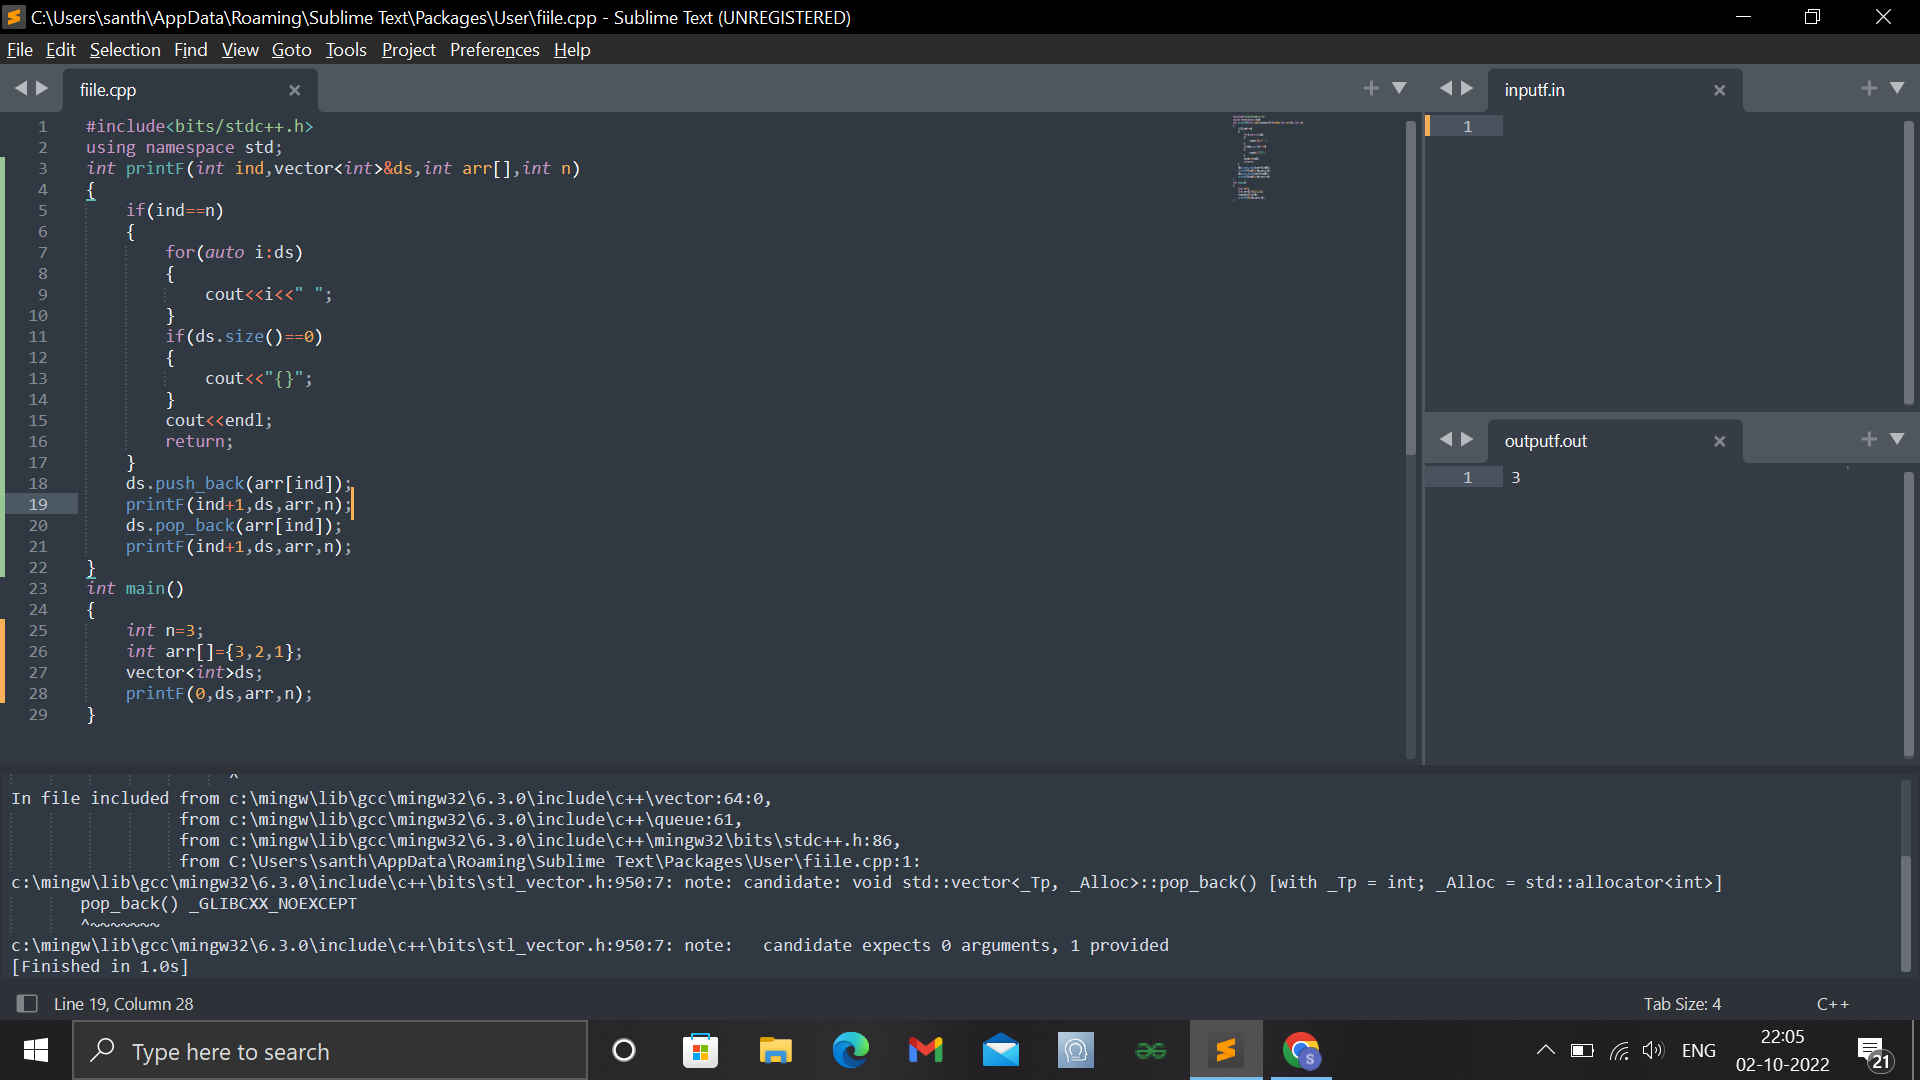 C:\Users\santh\AppData\Roaming\Sublime Text\Packages\User\fiile.cpp - Sublime Text (UNREGISTERED)
File Edit Selection Find View Goto Tools Project Preferences Help
fiile.cpp
1 #include<bits/stdc++.h>
2 using namespace std;
3 int printF(int ind,vector<int>&ds,int arr[],int n)
4 {
5 if(ind==n)
6 {
7 for(auto i:ds)
8 {
9 cout<<i<<" ";
10 }
11 if(ds.size()==0)
12 {
13 cout<<"{}";
14 }
15 cout<<endl;
16 return;
17 }
18 ds.push_back(arr[ind]);
19 printF(ind+1,ds,arr,n);
20 ds.pop_back(arr[ind]);
21 printF(ind+1,ds,arr,n);
22 }
23 int main()
24 {
25 int n=3;
26 int arr[]={3,2,1};
27 vector<int>ds;
28 printF(0,ds,arr,n);
29 }
inputf.in
1
outputf.out
1 3
^
In file included from c:\mingw\lib\gcc\mingw32\6.3.0\include\c++\vector:64:0,
from c:\mingw\lib\gcc\mingw32\6.3.0\include\c++\queue:61,
from c:\mingw\lib\gcc\mingw32\6.3.0\include\c++\mingw32\bits\stdc++.h:86,
from C:\Users\santh\AppData\Roaming\Sublime Text\Packages\User\fiile.cpp:1:
c:\mingw\lib\gcc\mingw32\6.3.0\include\c++\bits\stl_vector.h:950:7: note: candidate: void std::vector<_Tp, _Alloc>::pop_back() [with _Tp = int; _Alloc = std::allocator<int>]
pop_back() _GLIBCXX_NOEXCEPT
^~~~~~~~
c:\mingw\lib\gcc\mingw32\6.3.0\include\c++\bits\stl_vector.h:950:7: note:   candidate expects 0 arguments, 1 provided
[Finished in 1.0s]
Line 19, Column 28
Tab Size: 4
C++
Type here to search
S
ENG
22:05
02-10-2022
21